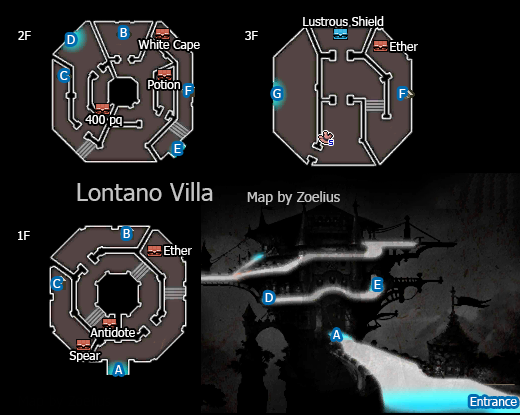 2F
D
B
White Cape
C
Potion
F
400 pq
E
3F
Lustrous Shield
Ether
G
F
S
Lontano Villa
Map by Zoelius
1F
B
Ether
C
Antidote
Spear
A
D
E
A
Entrance